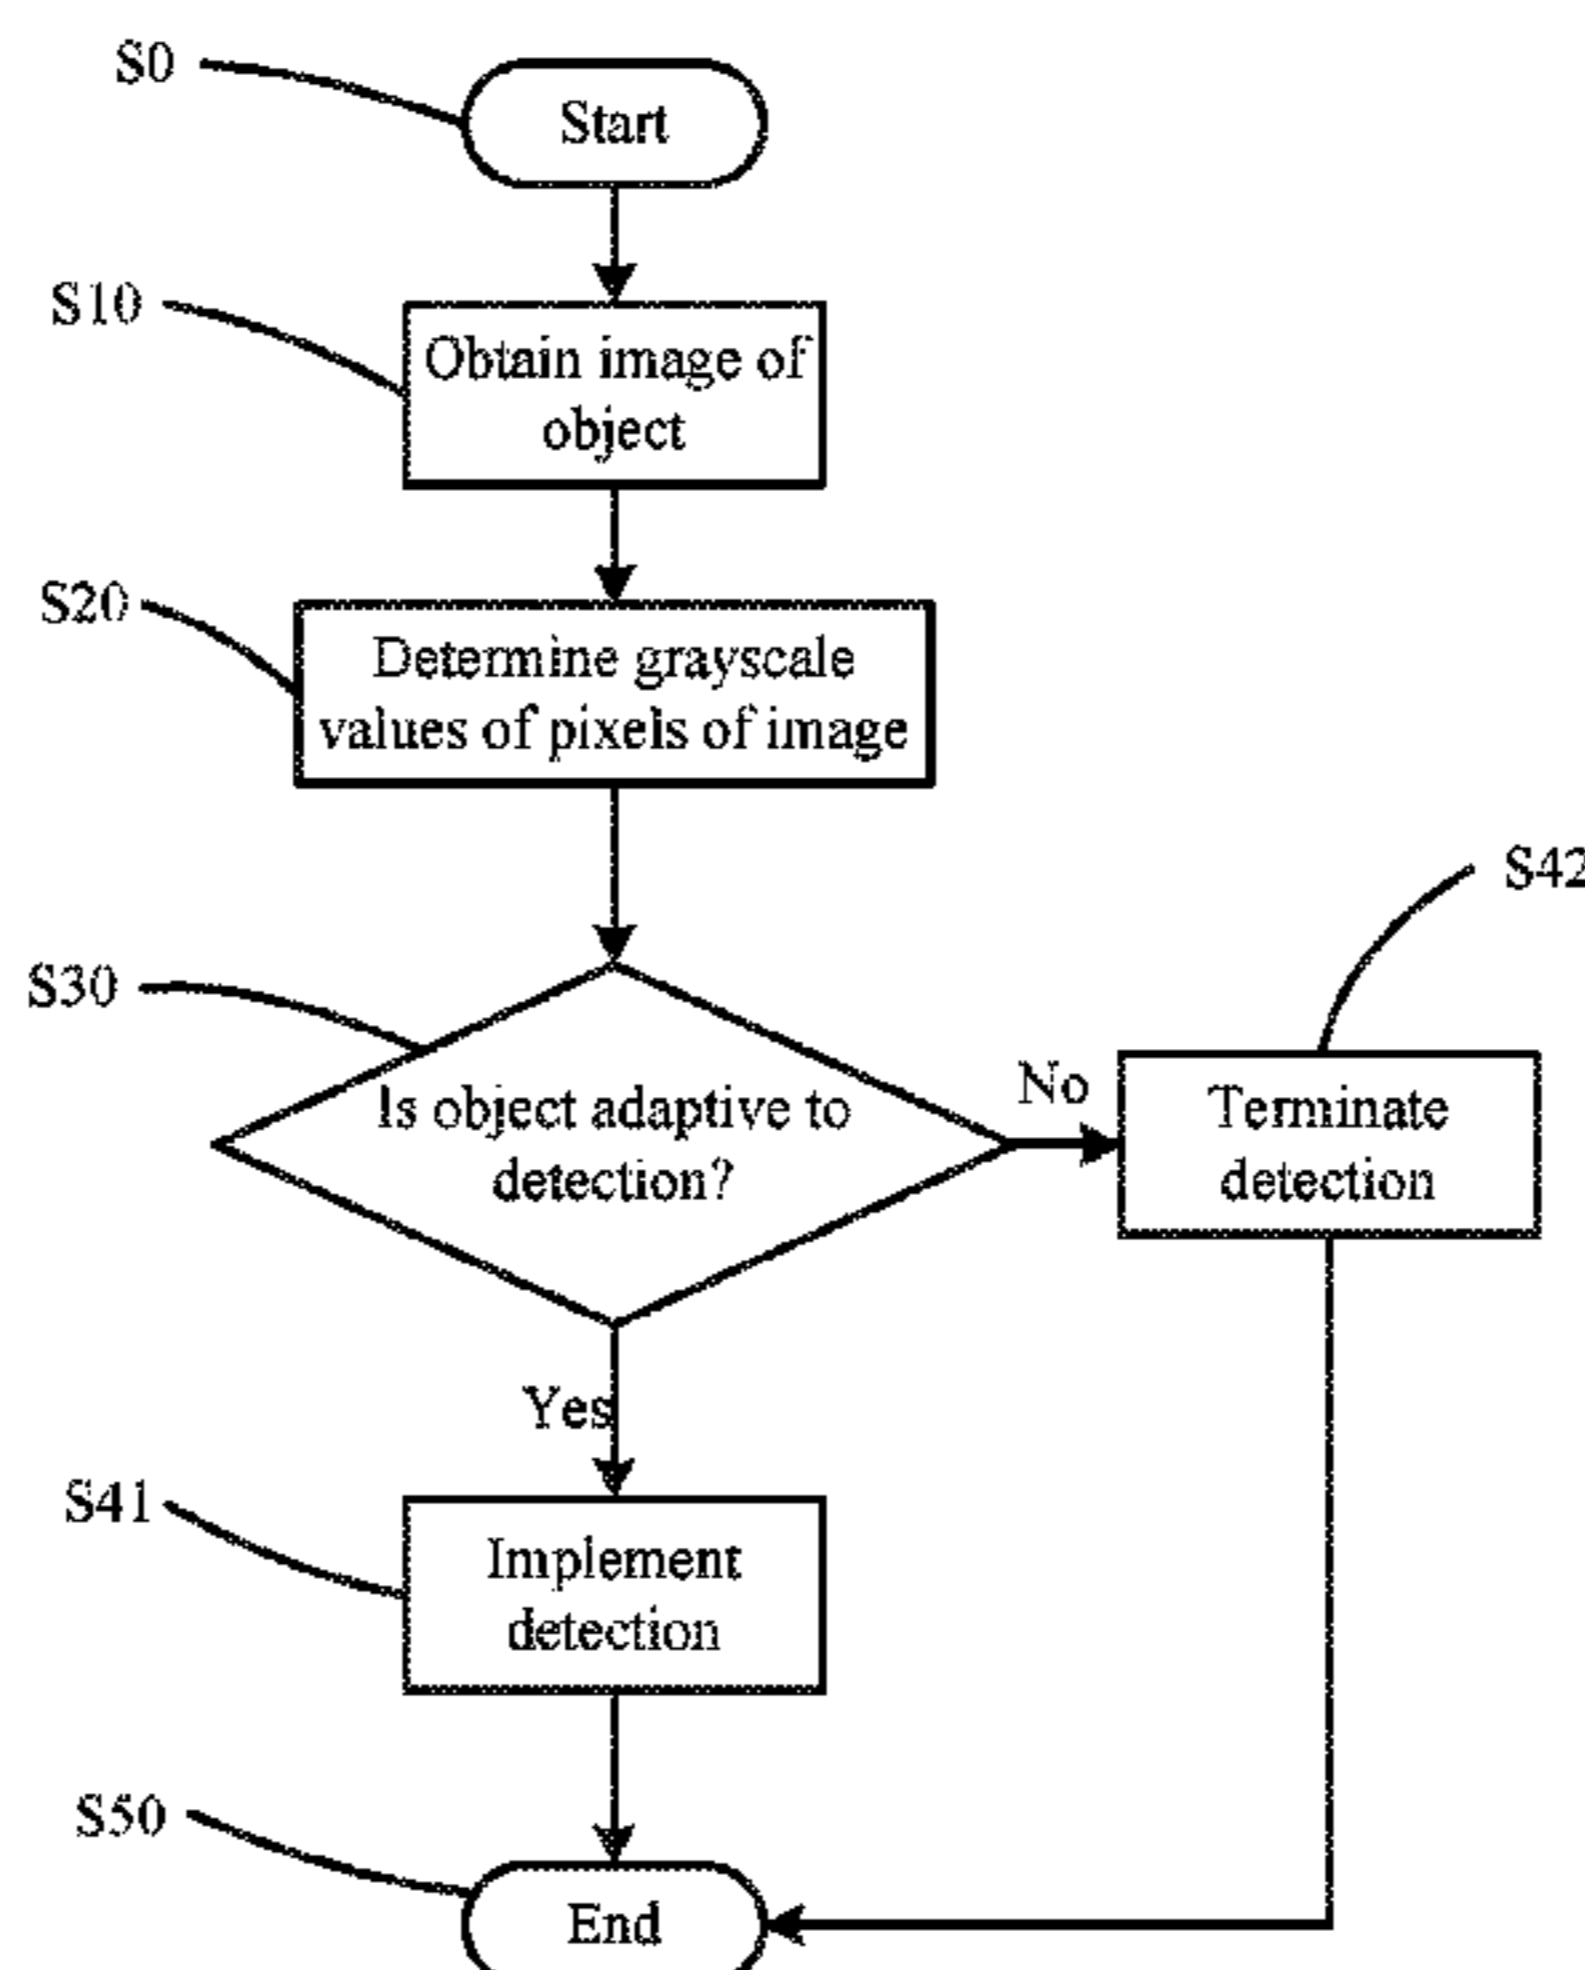 S0
Start
S10
Obtain image of
object
S20
Determine grayscale
values of pixels of image
S42
S30
Is object adaptive to
detection?
No
Terminate
detection
Yes
S41
Implement
detection
S50
End